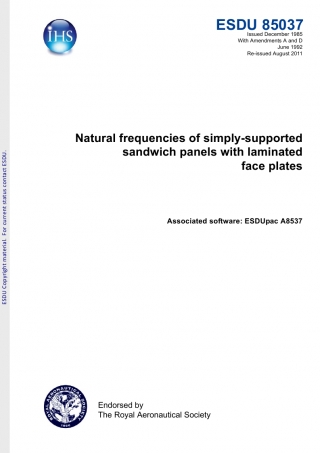 ESDU 85037
Issued December 1985
With Amendments A and D
June 1992
Re-issued August 2011
IHS
Natural frequencies of simply-supported
sandwich panels with laminated
face plates
Associated software: ESDUpac A8537
ESDU Copyright material. For current status contact ESDU.
Endorsed by
The Royal Aeronautical Society